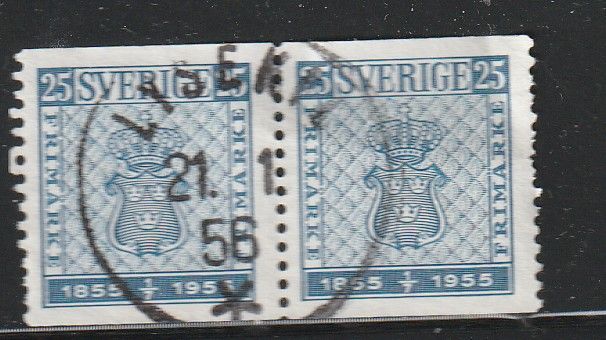 25 SVERIGE 25
FRIMÄRKE
FRIMÄRKE
1855 1/7 1955
25 SVERIGE 25
FRIMÄRKE
FRIMÄRKE
1855 1/7 1955
21. 1.
56
*